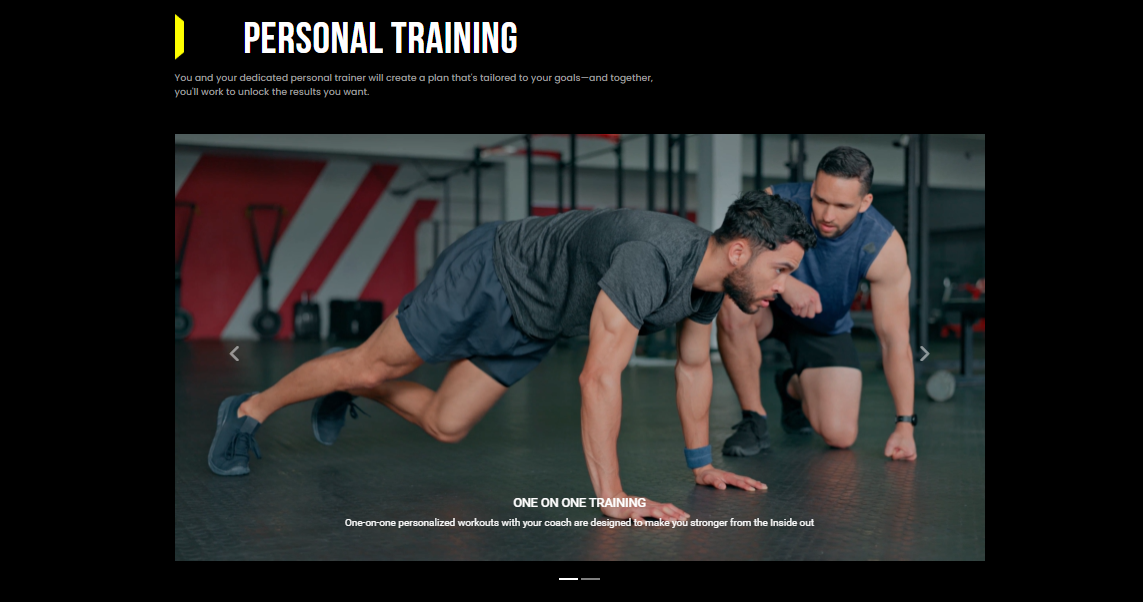 PERSONAL TRAINING
You and your dedicated personal trainer will create a plan that's tailored to your goals—and together,
you'll work to unlock the results you want.
ONE ON ONE TRAINING
One-on-one personalized workouts with your coach are designed to make you stronger from the Inside out